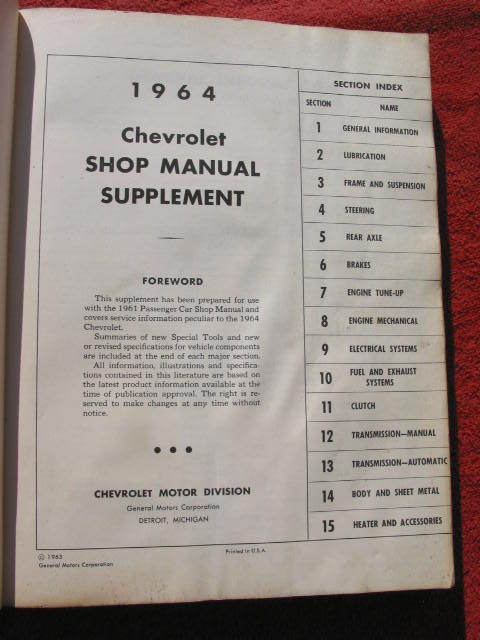 1964
Chevrolet
SHOP MANUAL
SUPPLEMENT
FOREWORD
This supplement has been prepared for use
with the 1961 Passenger Car Shop Manual and
covers service information peculiar to the 1964
Chevrolet.
Summaries of new Special Tools and new
or revised specifications for vehicle components
are included at the end of each major section.
All information, illustrations and specifica-
tions contained in this literature are based on
the latest product information available at the
time of publication approval. The right is re-
served to make changes at any time without
notice.
CHEVROLET MOTOR DIVISION
General Motors Corporation
DETROIT, MICHIGAN
SECTION INDEX
SECTION NAME
1 GENERAL INFORMATION
2 LUBRICATION
3 FRAME AND SUSPENSION
4 STEERING
5 REAR AXLE
6 BRAKES
7 ENGINE TUNE-UP
8 ENGINE MECHANICAL
9 ELECTRICAL SYSTEMS
10 FUEL AND EXHAUST
SYSTEMS
11 CLUTCH
12 TRANSMISSION—MANUAL
13 TRANSMISSION—AUTOMATIC
14 BODY AND SHEET METAL
15 HEATER AND ACCESSORIES
© 1963
General Motors Corporation
Printed in U.S.A.